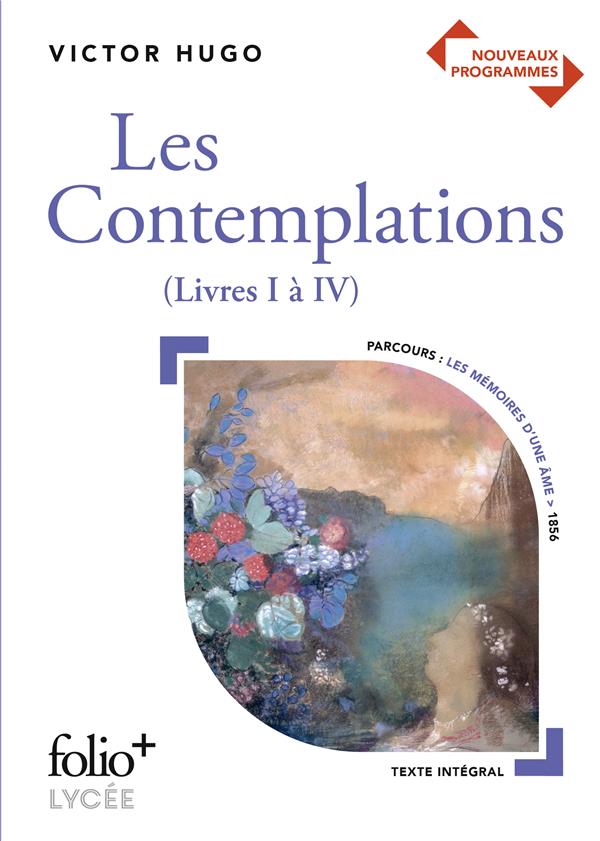 VICTOR HUGO
NOUVEAUX
PROGRAMMES
Les
Contemplations
(Livres I à IV)
PARCOURS : LES MÉMOIRES D'UNE ÂME > 1856
folio+
LYCÉE
TEXTE INTÉGRAL